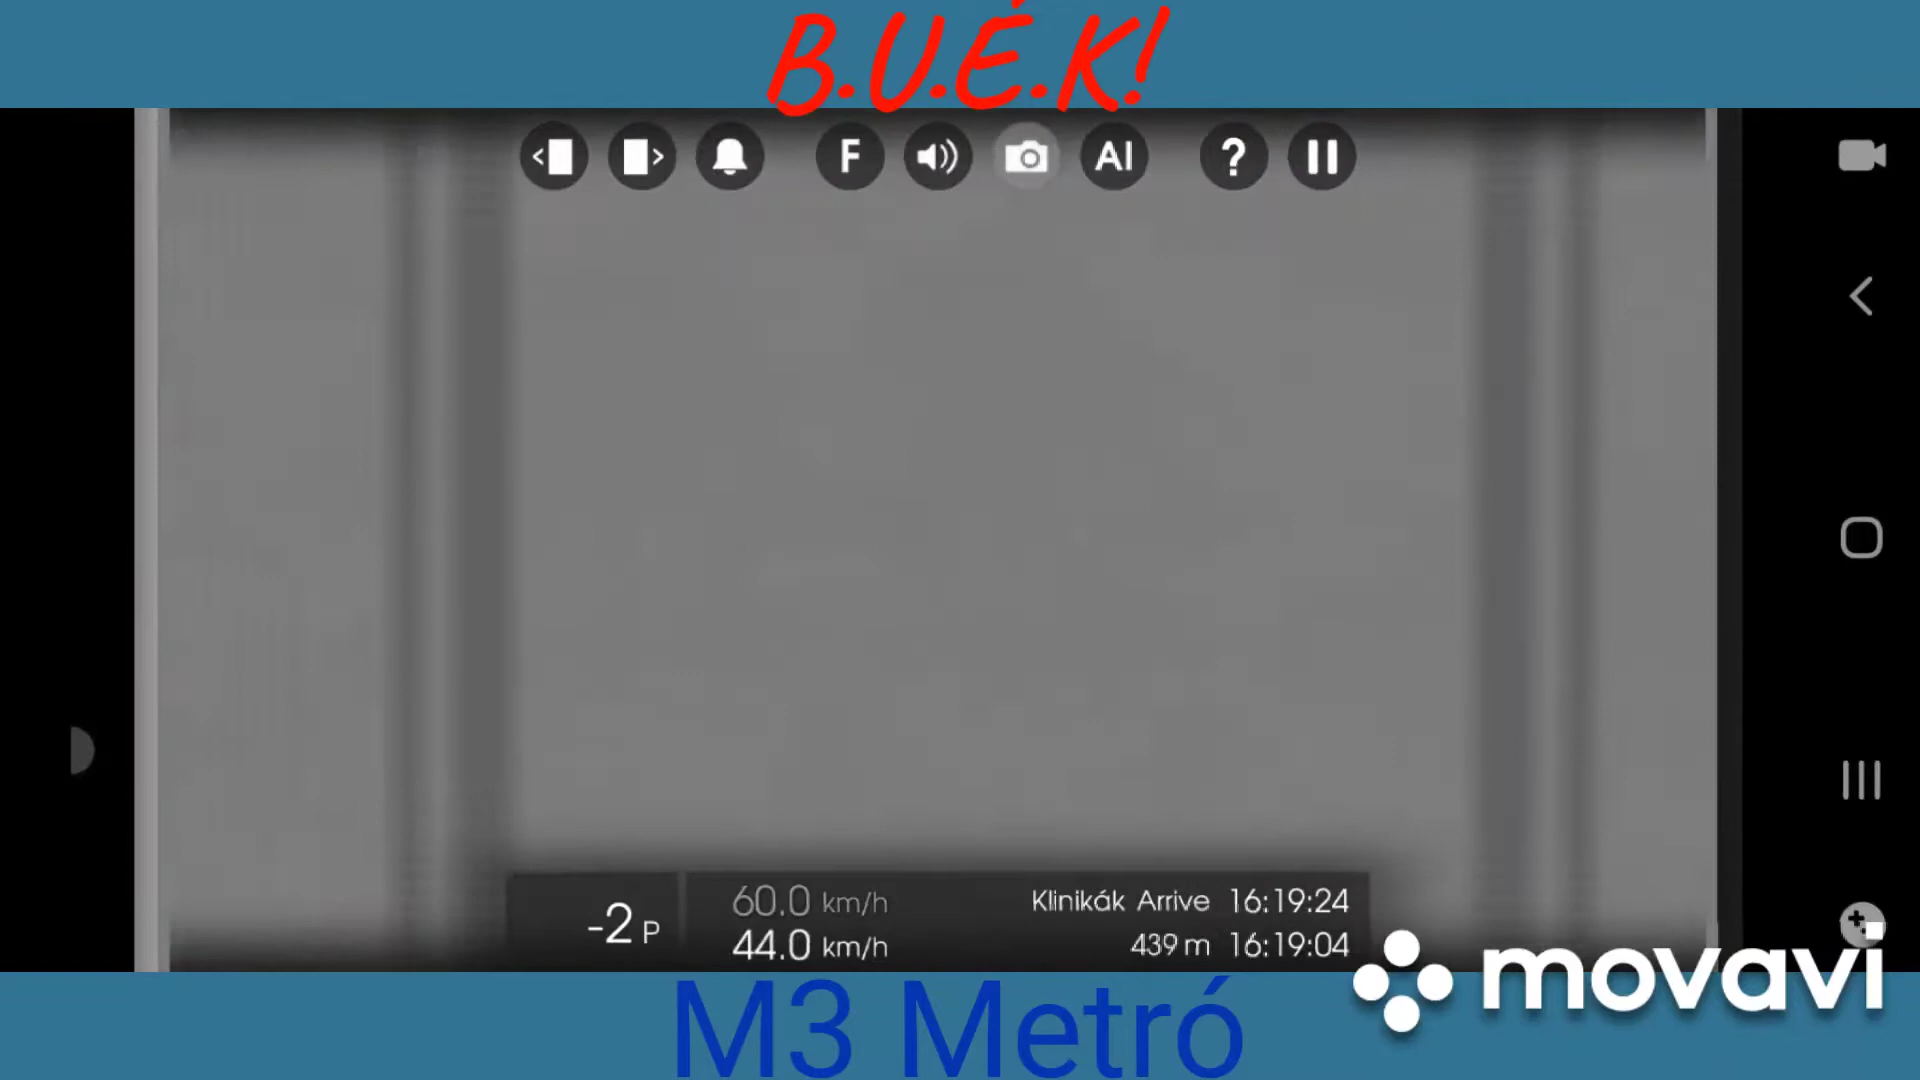 B.U.É.K!
F AI ?
-2 P
60.0 km/h
44.0 km/h
Klinikák Arrive 16:19:24
439 m 16:19:04
movavi
M3 Metró